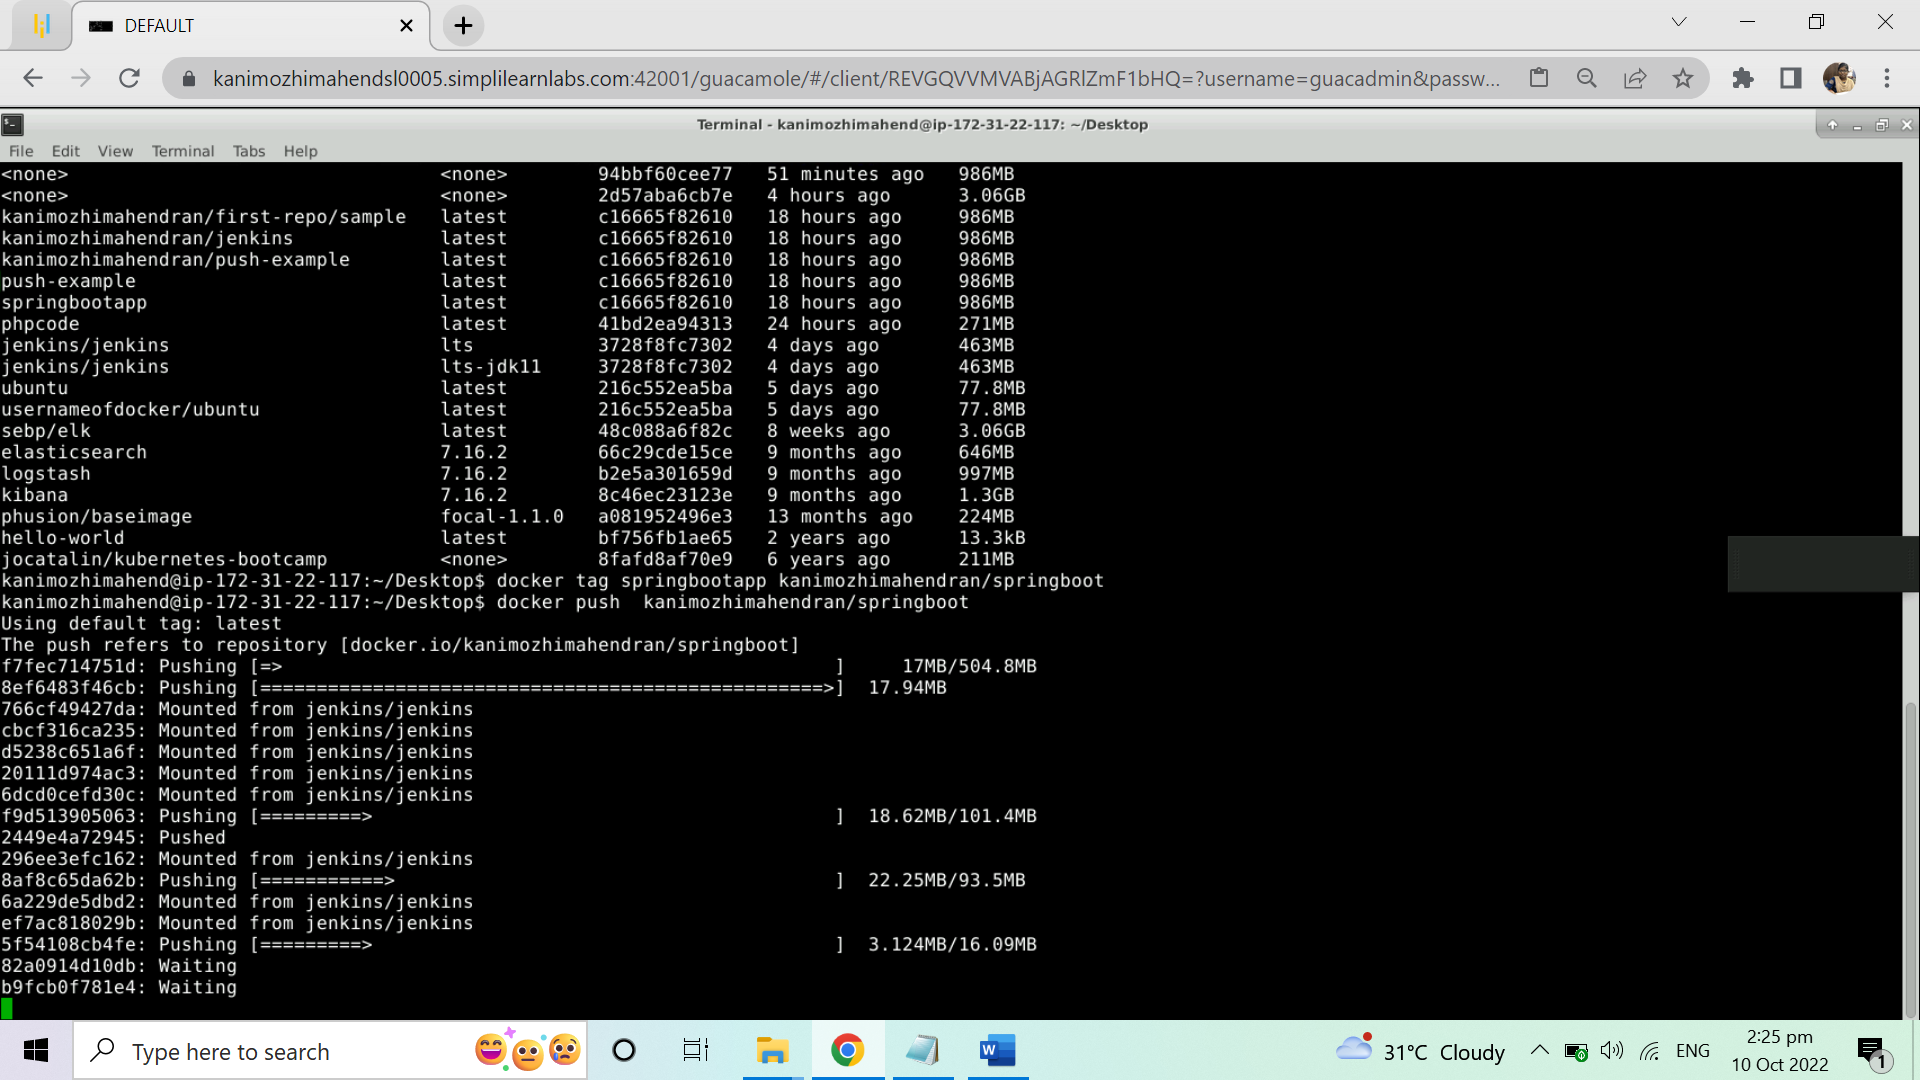 DEFAULT
kanimozhimahendsl0005.simplilearnlabs.com:42001/guacamole/#/client/REVGQVVMVABjAGRlZmF1bHQ=?username=guacadmin&passw...
Terminal - kanimozhimahend@ip-172-31-22-117: ~/Desktop
File Edit View Terminal Tabs Help
<none> <none> 94bbf60cee77 51 minutes ago 986MB
<none> <none> 2d57aba6cb7e 4 hours ago 3.06GB
kanimozhimahendran/first-repo/sample latest c16665f82610 18 hours ago 986MB
kanimozhimahendran/jenkins latest c16665f82610 18 hours ago 986MB
kanimozhimahendran/push-example latest c16665f82610 18 hours ago 986MB
push-example latest c16665f82610 18 hours ago 986MB
springbootapp latest c16665f82610 18 hours ago 986MB
phpcode latest 41bd2ea94313 24 hours ago 271MB
jenkins/jenkins lts 3728f8fc7302 4 days ago 463MB
jenkins/jenkins lts-jdk11 3728f8fc7302 4 days ago 463MB
ubuntu latest 216c552ea5ba 5 days ago 77.8MB
usernameofdocker/ubuntu latest 216c552ea5ba 5 days ago 77.8MB
sebp/elk latest 48c088a6f82c 8 weeks ago 3.06GB
elasticsearch 7.16.2 66c29cde15ce 9 months ago 646MB
logstash 7.16.2 b2e5a301659d 9 months ago 997MB
kibana 7.16.2 8c46ec23123e 9 months ago 1.3GB
phusion/baseimage focal-1.1.0 a081952496e3 13 months ago 224MB
hello-world latest bf756fb1ae65 2 years ago 13.3kB
jocatalin/kubernetes-bootcamp <none> 8fafd8af70e9 6 years ago 211MB
kanimozhimahend@ip-172-31-22-117:~/Desktop$ docker tag springbootapp kanimozhimahendran/springboot
kanimozhimahend@ip-172-31-22-117:~/Desktop$ docker push  kanimozhimahendran/springboot
Using default tag: latest
The push refers to repository [docker.io/kanimozhimahendran/springboot]
f7fec714751d: Pushing [=> ] 17MB/504.8MB
8ef6483f46cb: Pushing [==================================================>] 17.94MB
766cf49427da: Mounted from jenkins/jenkins
cbcf316ca235: Mounted from jenkins/jenkins
d5238c651a6f: Mounted from jenkins/jenkins
20111d974ac3: Mounted from jenkins/jenkins
6dcd0cefd30c: Mounted from jenkins/jenkins
f9d513905063: Pushing [=========> ] 18.62MB/101.4MB
2449e4a72945: Pushed
296ee3efc162: Mounted from jenkins/jenkins
8af8c65da62b: Pushing [===========> ] 22.25MB/93.5MB
6a229de5dbd2: Mounted from jenkins/jenkins
ef7ac818029b: Mounted from jenkins/jenkins
5f54108cb4fe: Pushing [=========> ] 3.124MB/16.09MB
82a0914d10db: Waiting
b9fcb0f781e4: Waiting
Type here to search
31°C Cloudy
ENG
2:25 pm
10 Oct 2022
1